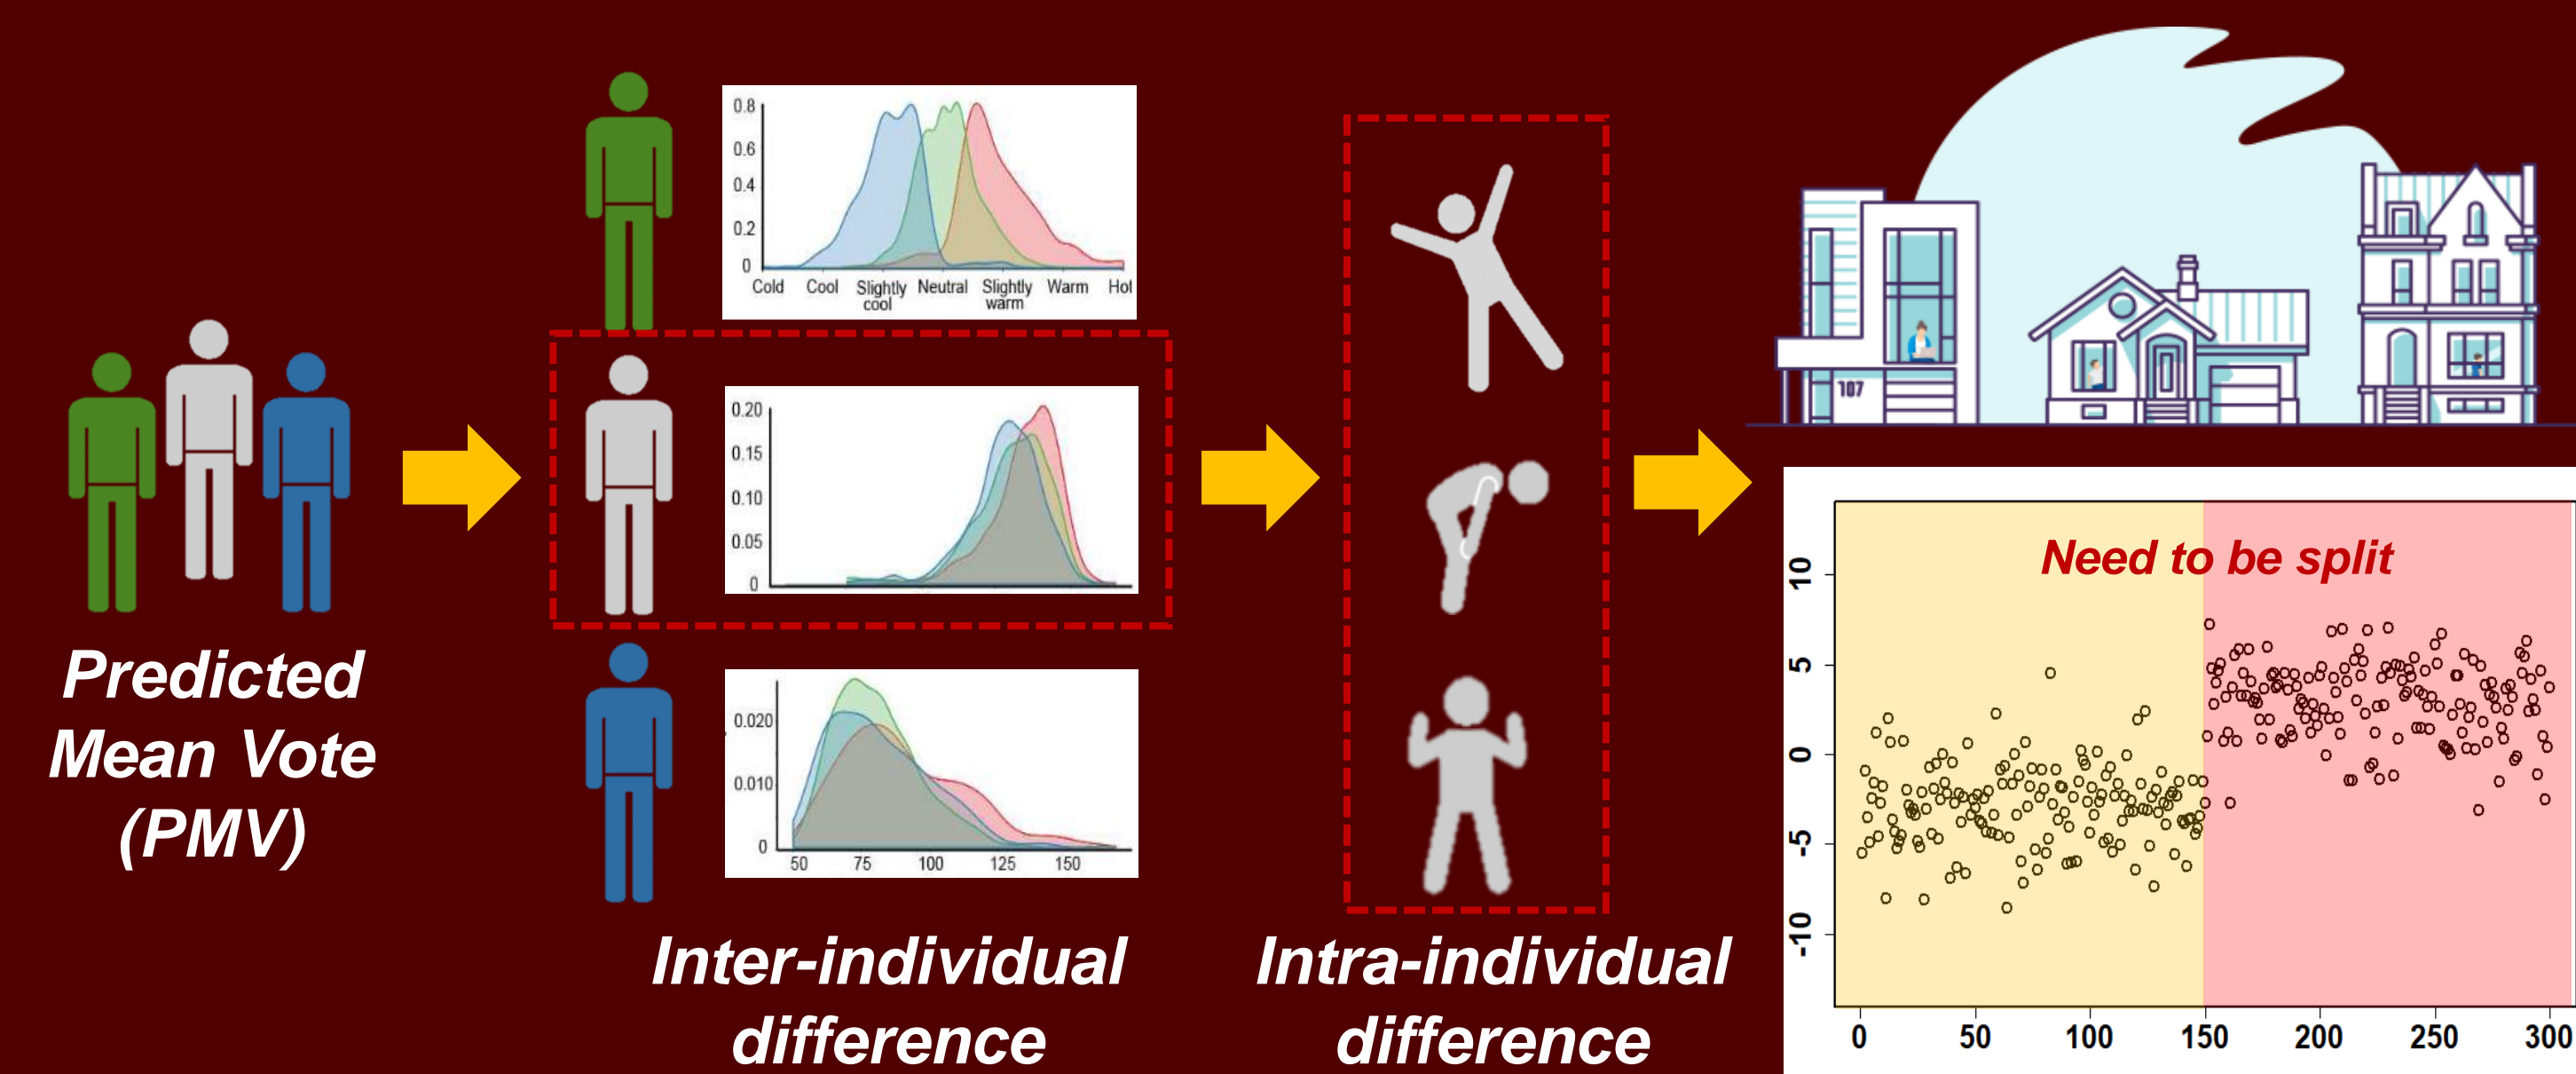 Predicted
Mean Vote
(PMV)
0.8
0.6
0.4
0.2
0
Cold Cool Slightly cool Neutral Slightly warm Warm Hot
0.20
0.15
0.10
0.05
0
0.020
0.010
0
50 75 100 125 150
Inter-individual
difference
Intra-individual
difference
107
Need to be split
10
5
0
-5
-10
0 50 100 150 200 250 300